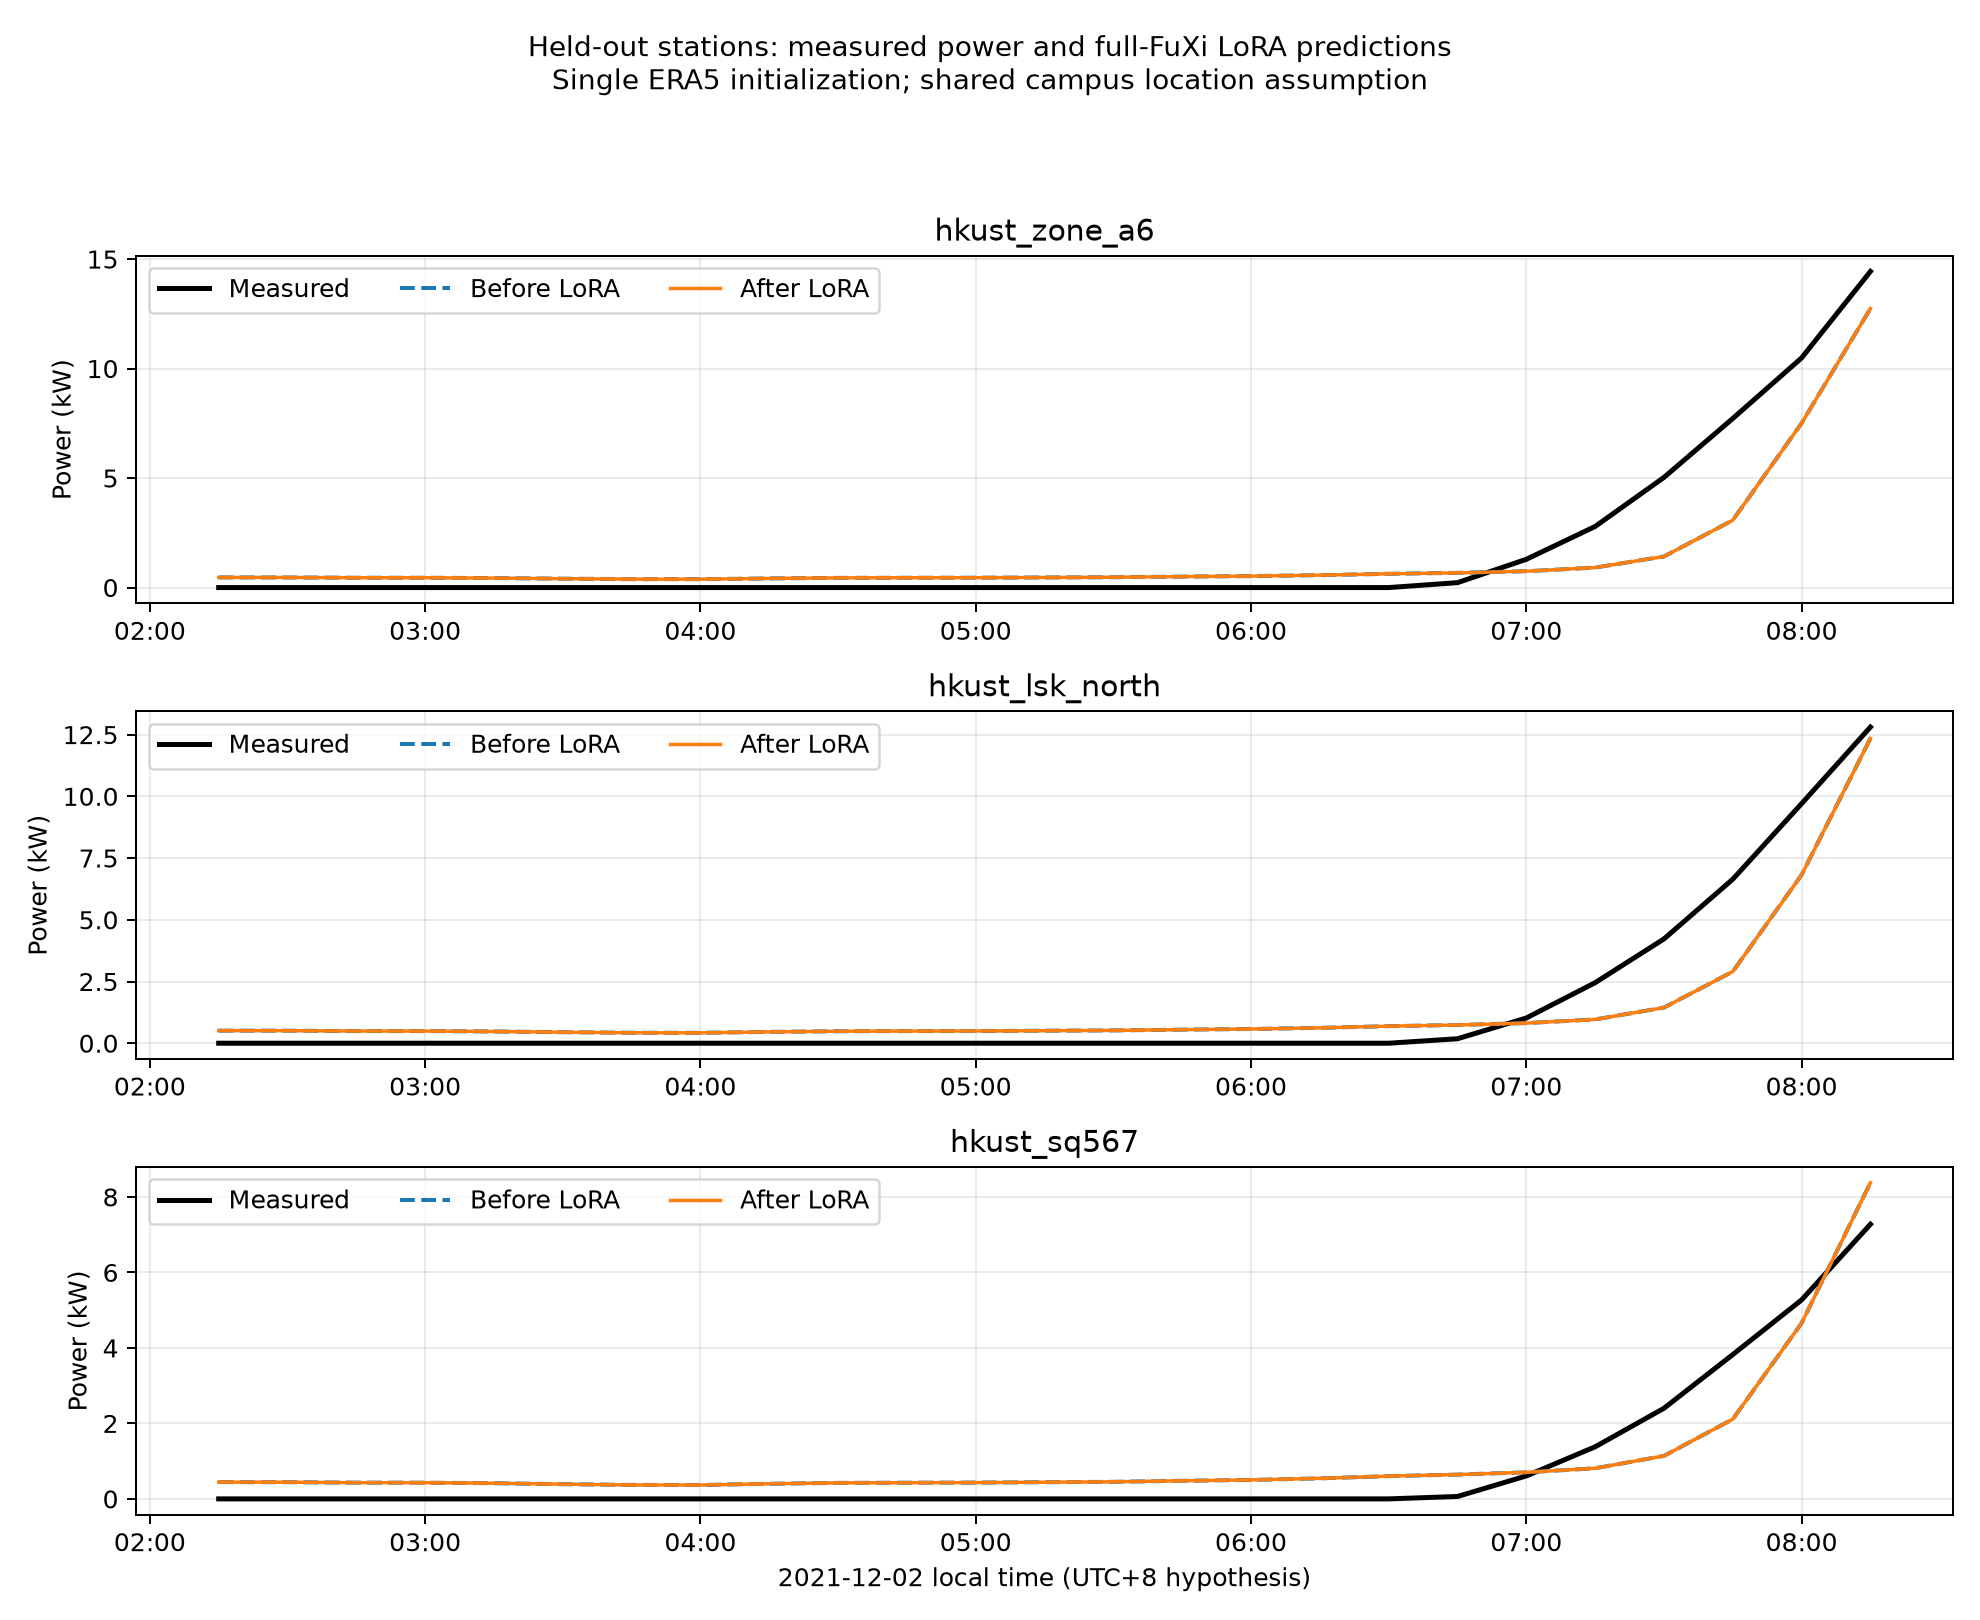 Held-out stations: measured power and full-FuXi LoRA predictions
Single ERA5 initialization; shared campus location assumption
hkust_zone_a6
Measured Before LoRA After LoRA
Power (kW)
15
10
5
0
02:00 03:00 04:00 05:00 06:00 07:00 08:00
hkust_lsk_north
Measured Before LoRA After LoRA
Power (kW)
12.5
10.0
7.5
5.0
2.5
0.0
02:00 03:00 04:00 05:00 06:00 07:00 08:00
hkust_sq567
Measured Before LoRA After LoRA
Power (kW)
8
6
4
2
0
02:00 03:00 04:00 05:00 06:00 07:00 08:00
2021-12-02 local time (UTC+8 hypothesis)